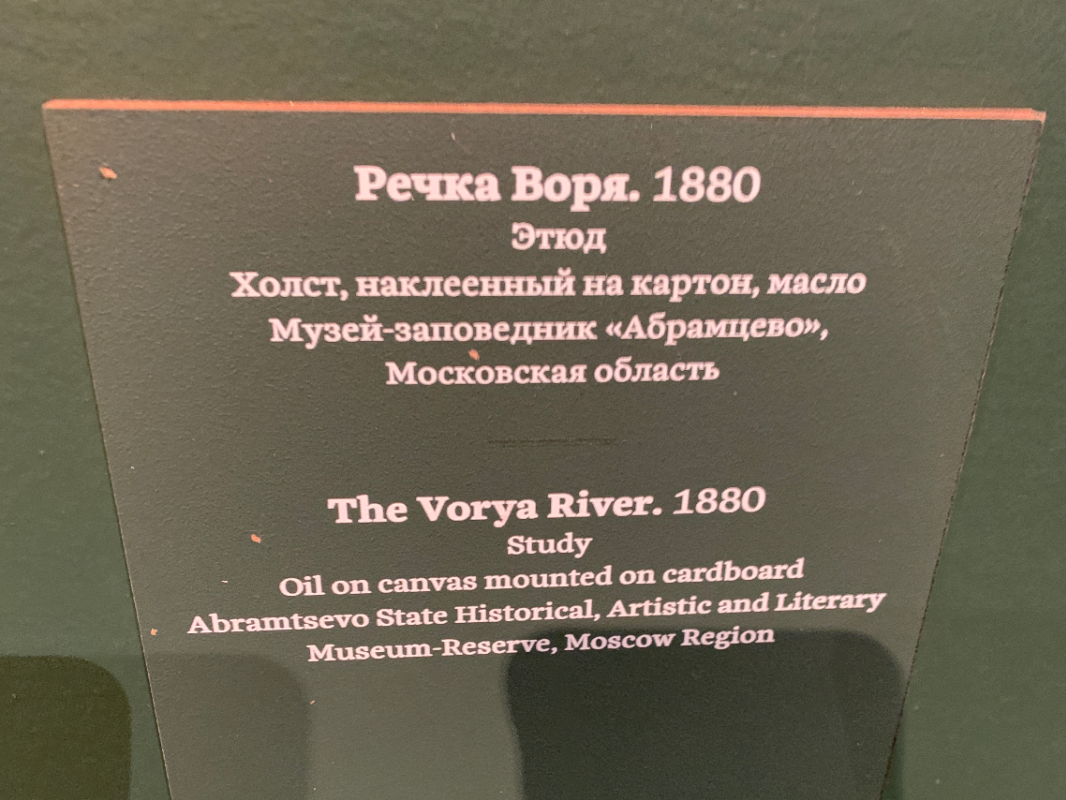 Речка Воря. 1880
Этюд
Холст, наклеенный на картон, масло
Музей-заповедник «Абрамцево»,
Московская область
The Vorya River. 1880
Study
Oil on canvas mounted on cardboard
Abramtsevo State Historical, Artistic and Literary
Museum-Reserve, Moscow Region